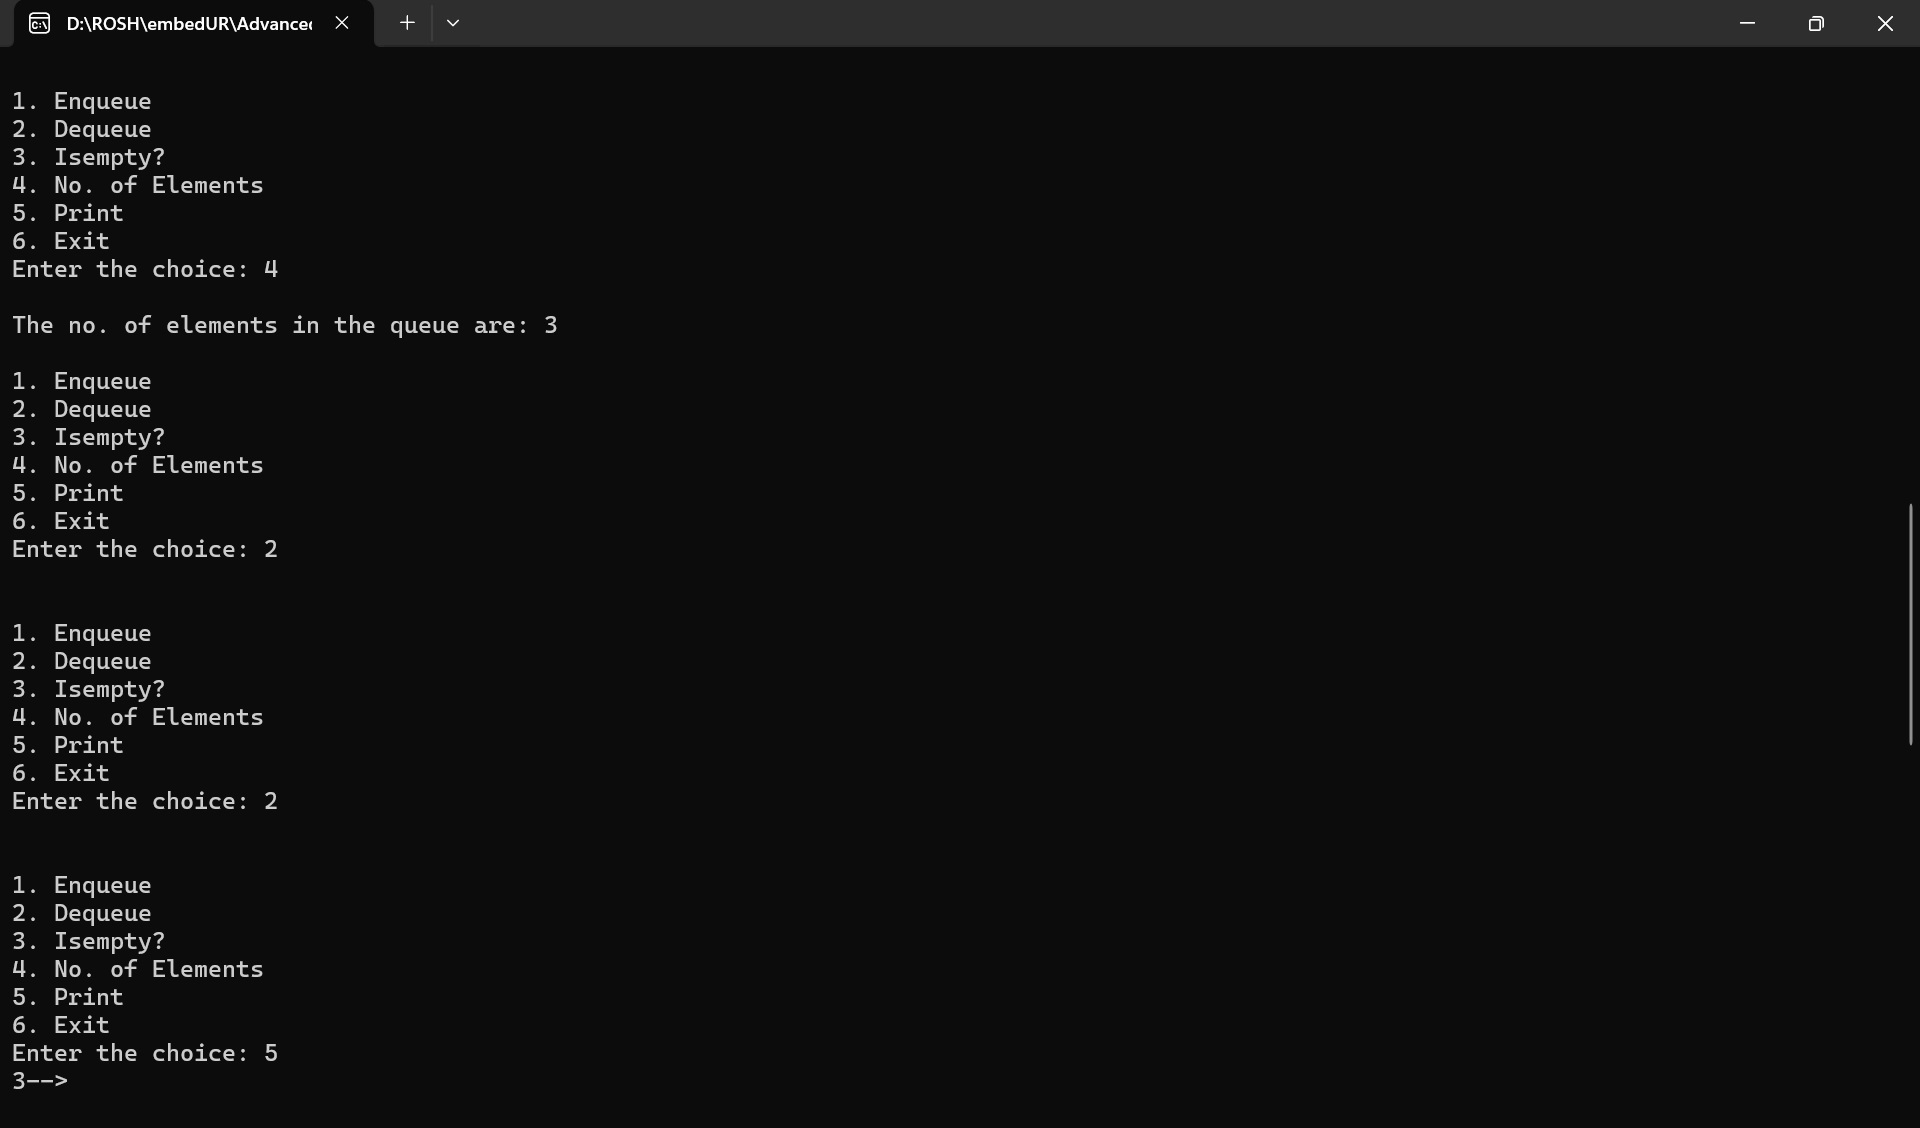 D:\ROSH\embedUR\Advanced
1. Enqueue
2. Dequeue
3. Isempty?
4. No. of Elements
5. Print
6. Exit
Enter the choice: 4
The no. of elements in the queue are: 3
1. Enqueue
2. Dequeue
3. Isempty?
4. No. of Elements
5. Print
6. Exit
Enter the choice: 2
1. Enqueue
2. Dequeue
3. Isempty?
4. No. of Elements
5. Print
6. Exit
Enter the choice: 2
1. Enqueue
2. Dequeue
3. Isempty?
4. No. of Elements
5. Print
6. Exit
Enter the choice: 5
3-->